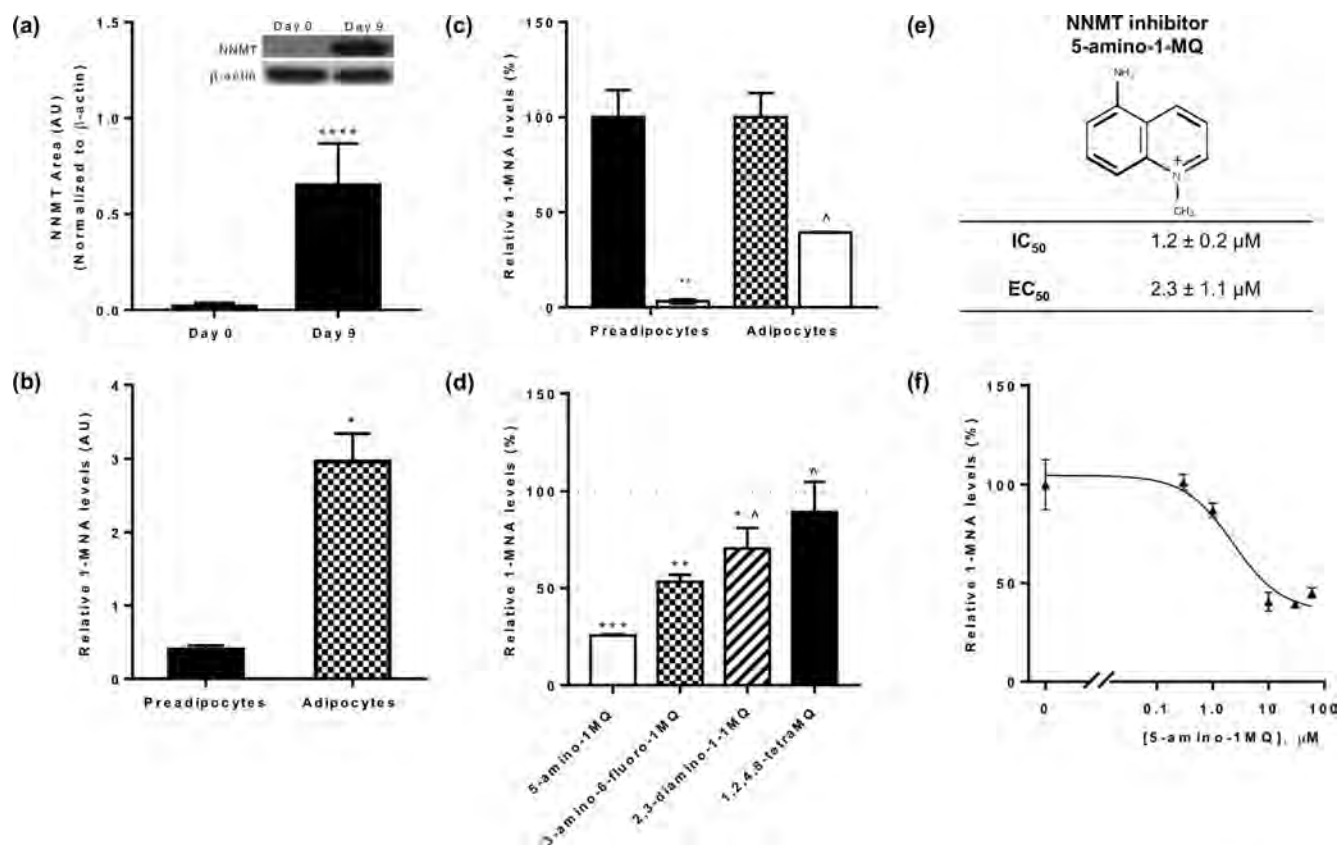 (a)
NNMT Area (AU)
(Normalized to β-actin)
1.5
1.0
0.5
0.0
Day 0 Day 9
NNMT
β-actin
****
Day 0 Day 9
(b)
Relative 1-MNA levels (AU)
4
3
2
1
0
*
Preadipocytes Adipocytes
(c)
Relative 1-MNA levels (%)
150
100
50
0
**
^
Preadipocytes Adipocytes
(d)
Relative 1-MNA levels (%)
150
100
50
0
***
**
* ^
5-amino-1MQ
-amino-6-fluoro-1MQ
2,3-diamino-1-1MQ
1,2,4,8-tetraMQ
(e)
NNMT inhibitor
5-amino-1-MQ
NH2
N
+
CH3
IC50 1.2 ± 0.2 µM
EC50 2.3 ± 1.1 µM
(f)
Relative 1-MNA levels (%)
150
100
50
0
0 0.1 1.0 10 100
[5-amino-1MQ], µM